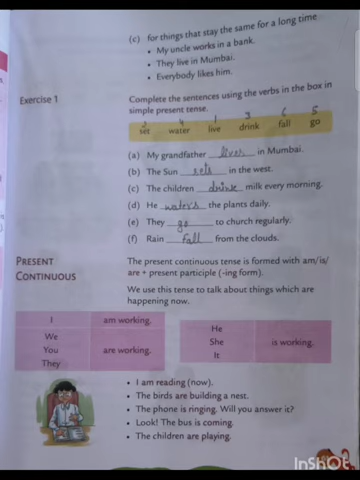 (c) for things that stay the same for a long time
• My uncle works in a bank.
• They live in Mumbai.
• Everybody likes him.
Exercise 1
Complete the sentences using the verbs in the box in
simple present tense.
4 1 3 6 5
set water live drink fall go
(a) My grandfather lives in Mumbai.
(b) The Sun sets in the west.
(c) The children drink milk every morning.
(d) He waters the plants daily.
(e) They go to church regularly.
(f) Rain fall from the clouds.
PRESENT
CONTINUOUS
The present continuous tense is formed with am/is/
are + present participle (-ing form).
We use this tense to talk about things which are
happening now.
I am working.
We
You are working.
They
He
She is working.
It
• I am reading (now).
• The birds are building a nest.
• The phone is ringing. Will you answer it?
• Look! The bus is coming.
• The children are playing.
InShOt